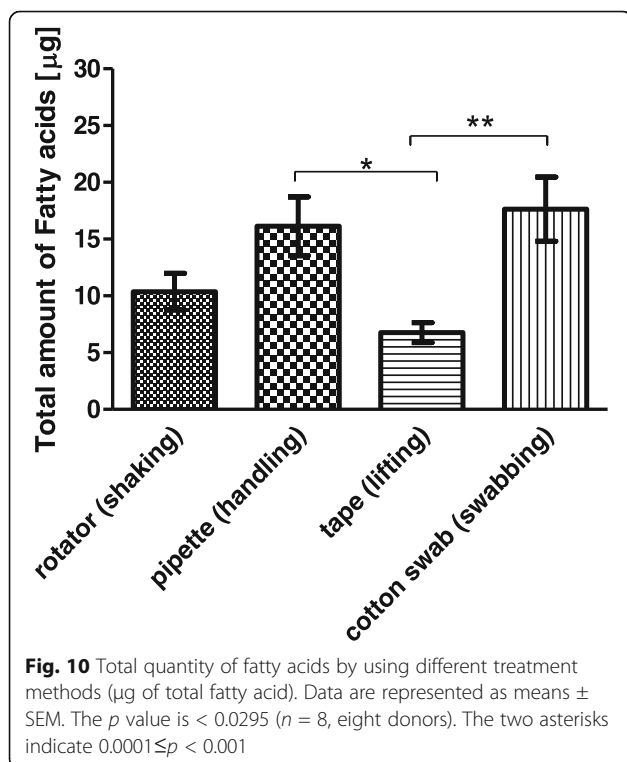 Total amount of Fatty acids [µg]
30
25
20
15
10
5
0
*
**
rotator (shaking)
pipette (handling)
tape (lifting)
cotton swab (swabbing)
Fig. 10 Total quantity of fatty acids by using different treatment
methods (µg of total fatty acid). Data are represented as means ±
SEM. The p value is < 0.0295 (n = 8, eight donors). The two asterisks
indicate 0.0001≤p < 0.001